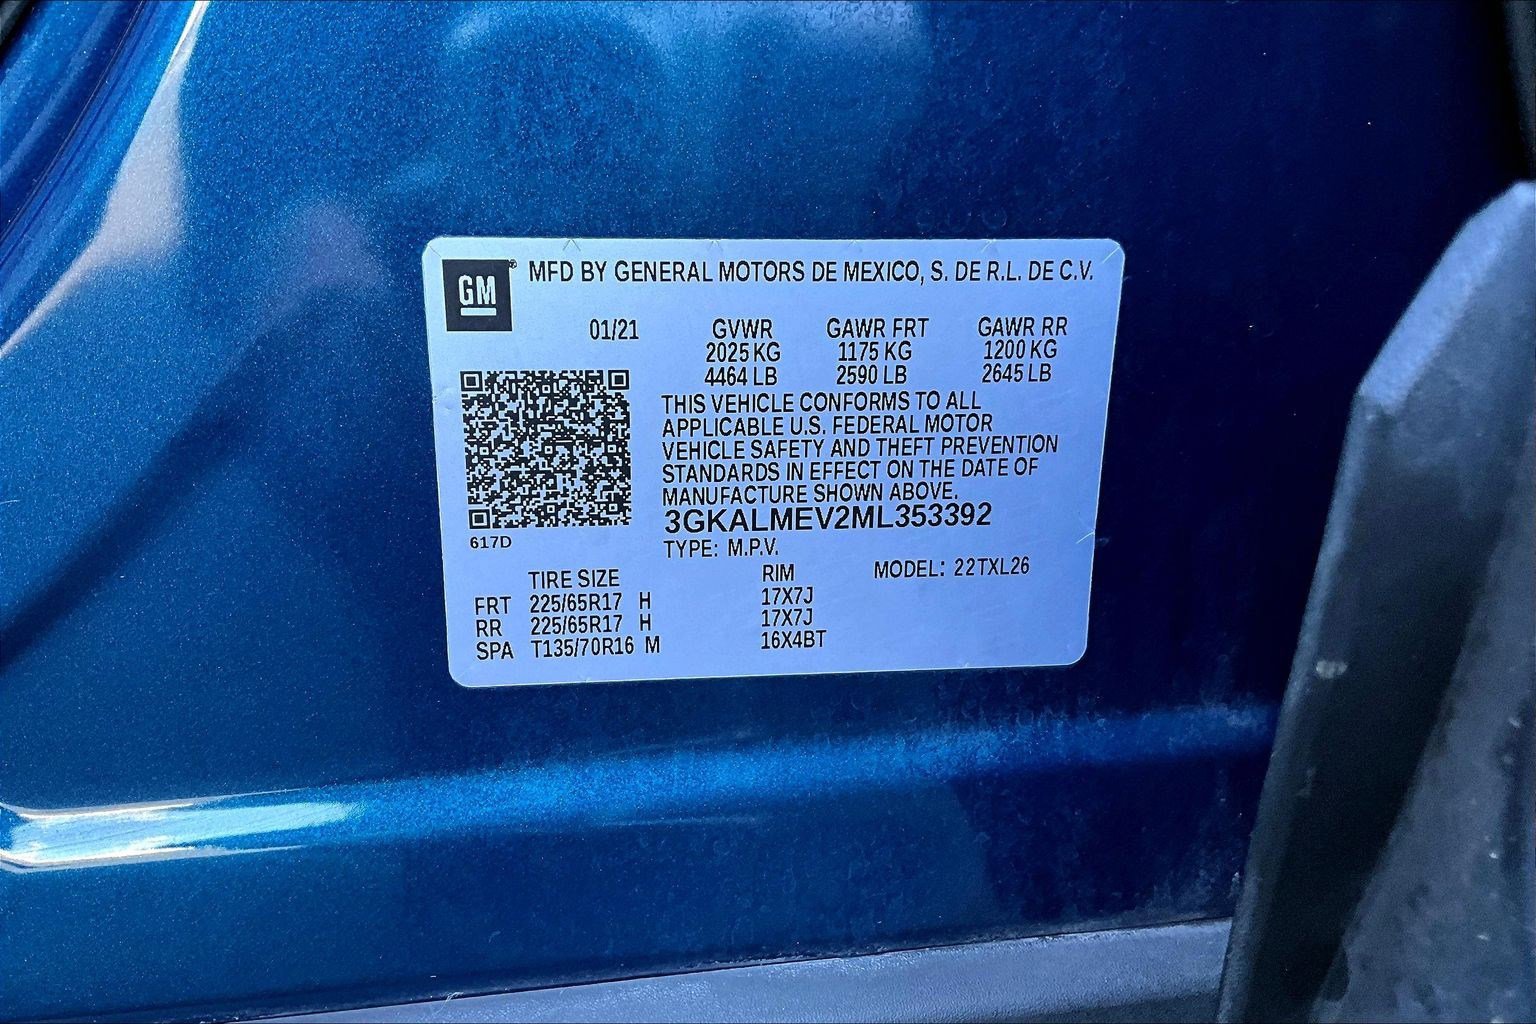 GM® MFD BY GENERAL MOTORS DE MEXICO, S. DE R.L. DE C.V.
01/21 GVWR GAWR FRT GAWR RR
2025 KG 1175 KG 1200 KG
4464 LB 2590 LB 2645 LB
THIS VEHICLE CONFORMS TO ALL
APPLICABLE U.S. FEDERAL MOTOR
VEHICLE SAFETY AND THEFT PREVENTION
STANDARDS IN EFFECT ON THE DATE OF
MANUFACTURE SHOWN ABOVE.
3GKALMEV2ML353392
617D
TYPE: M.P.V.
TIRE SIZE RIM MODEL: 22TXL26
FRT 225/65R17 H 17X7J
RR 225/65R17 H 17X7J
SPA T135/70R16 M 16X4BT